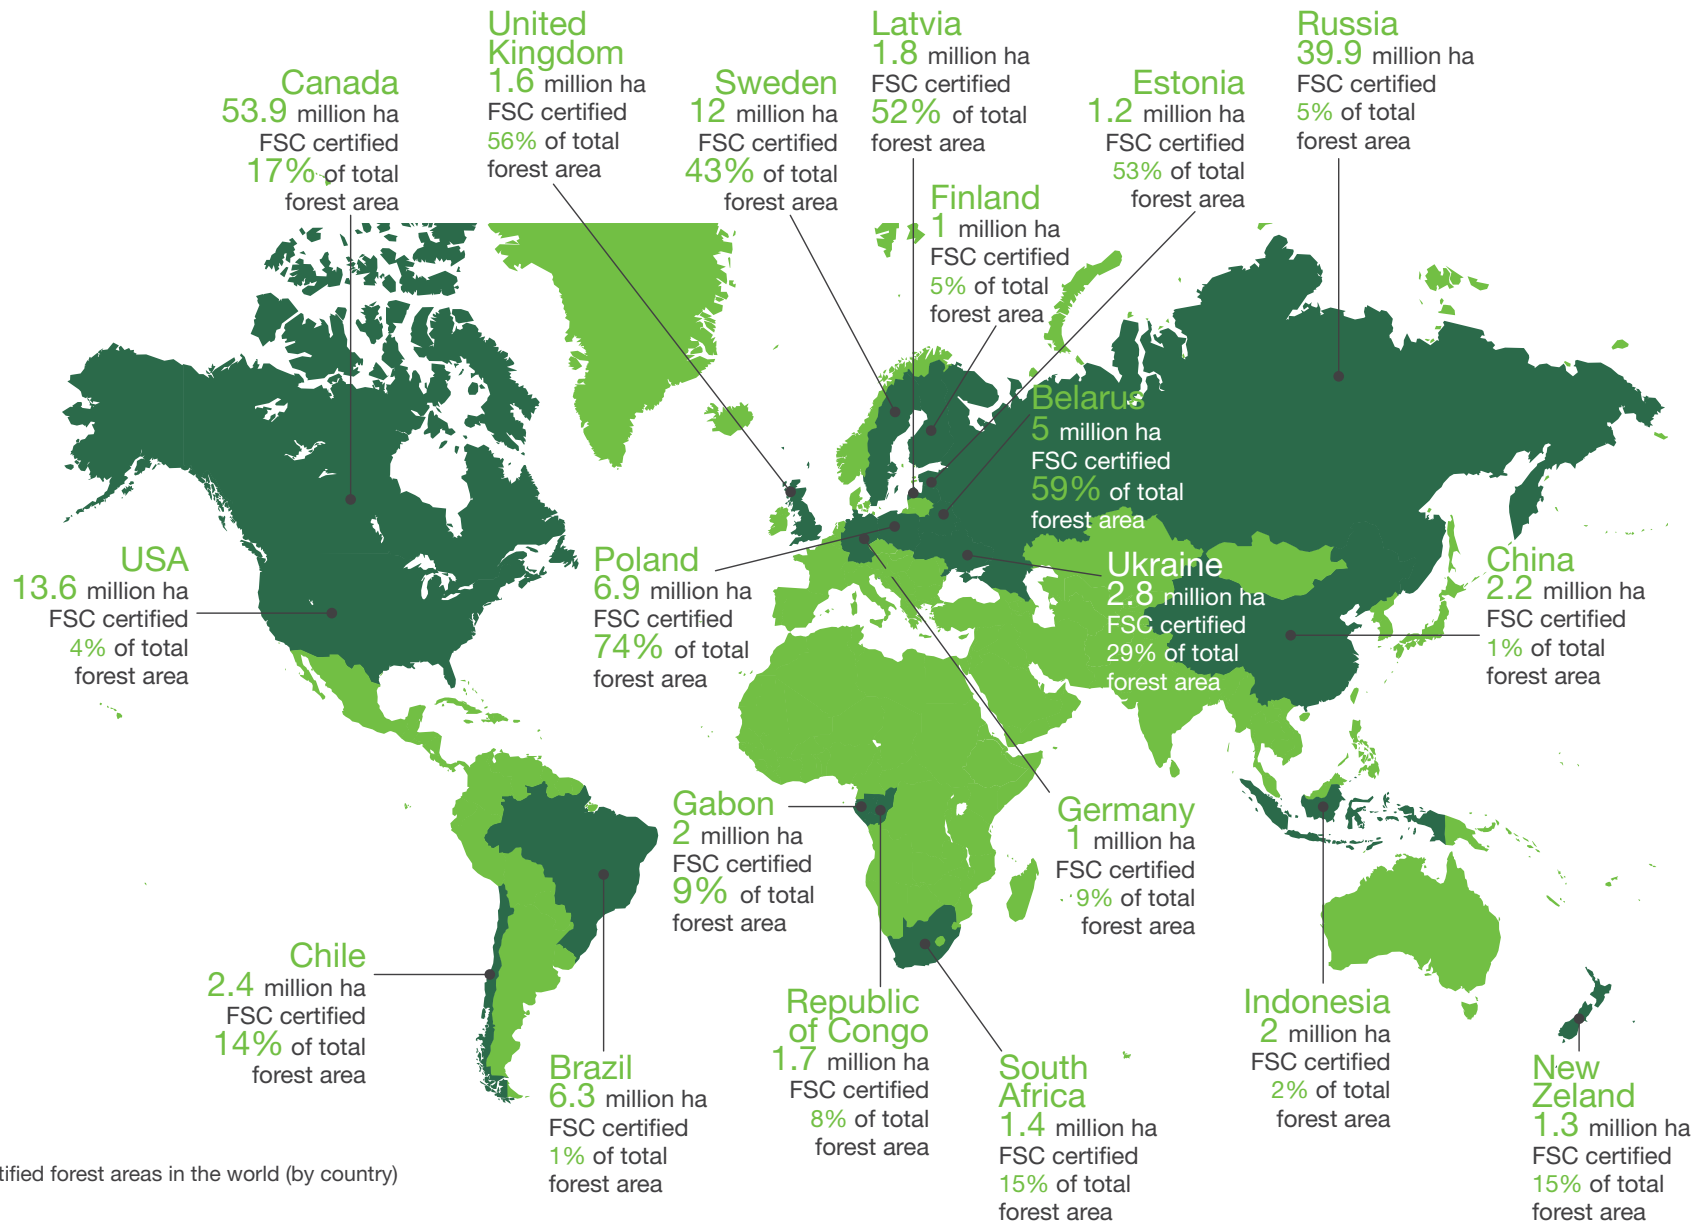 United
Kingdom
1.6 million ha
FSC certified
56% of total
forest area
Latvia
1.8 million ha
FSC certified
52% of total
forest area
Russia
39.9 million ha
FSC certified
5% of total
forest area
Canada
53.9 million ha
FSC certified
17% of total
forest area
Sweden
12 million ha
FSC certified
43% of total
forest area
Estonia
1.2 million ha
FSC certified
53% of total
forest area
Finland
1 million ha
FSC certified
5% of total
forest area
Belarus
5 million ha
FSC certified
59% of total
forest area
USA
13.6 million ha
FSC certified
4% of total
forest area
Poland
6.9 million ha
FSC certified
74% of total
forest area
Ukraine
2.8 million ha
FSC certified
29% of total
forest area
China
2.2 million ha
FSC certified
1% of total
forest area
Gabon
2 million ha
FSC certified
9% of total
forest area
Germany
1 million ha
FSC certified
9% of total
forest area
Chile
2.4 million ha
FSC certified
14% of total
forest area
Brazil
6.3 million ha
FSC certified
1% of total
forest area
Republic
of Congo
1.7 million ha
FSC certified
8% of total
forest area
South
Africa
1.4 million ha
FSC certified
15% of total
forest area
Indonesia
2 million ha
FSC certified
2% of total
forest area
New
Zeland
1.3 million ha
FSC certified
15% of total
forest area
tified forest areas in the world (by country)